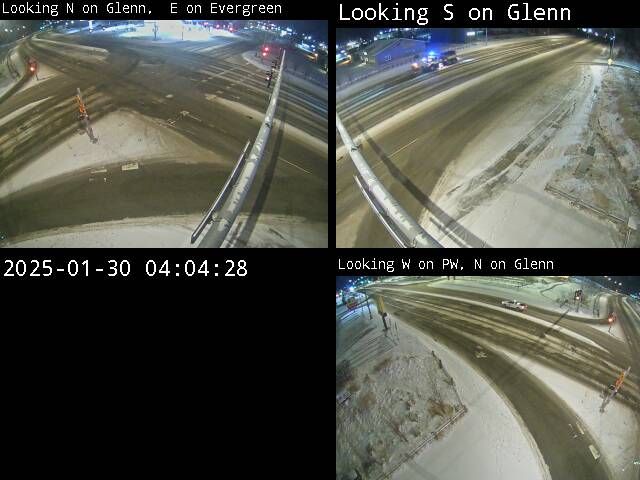 Looking N on Glenn,  E on Evergreen
Looking S on Glenn
2025-01-30 04:04:28
Looking W on PW, N on Glenn